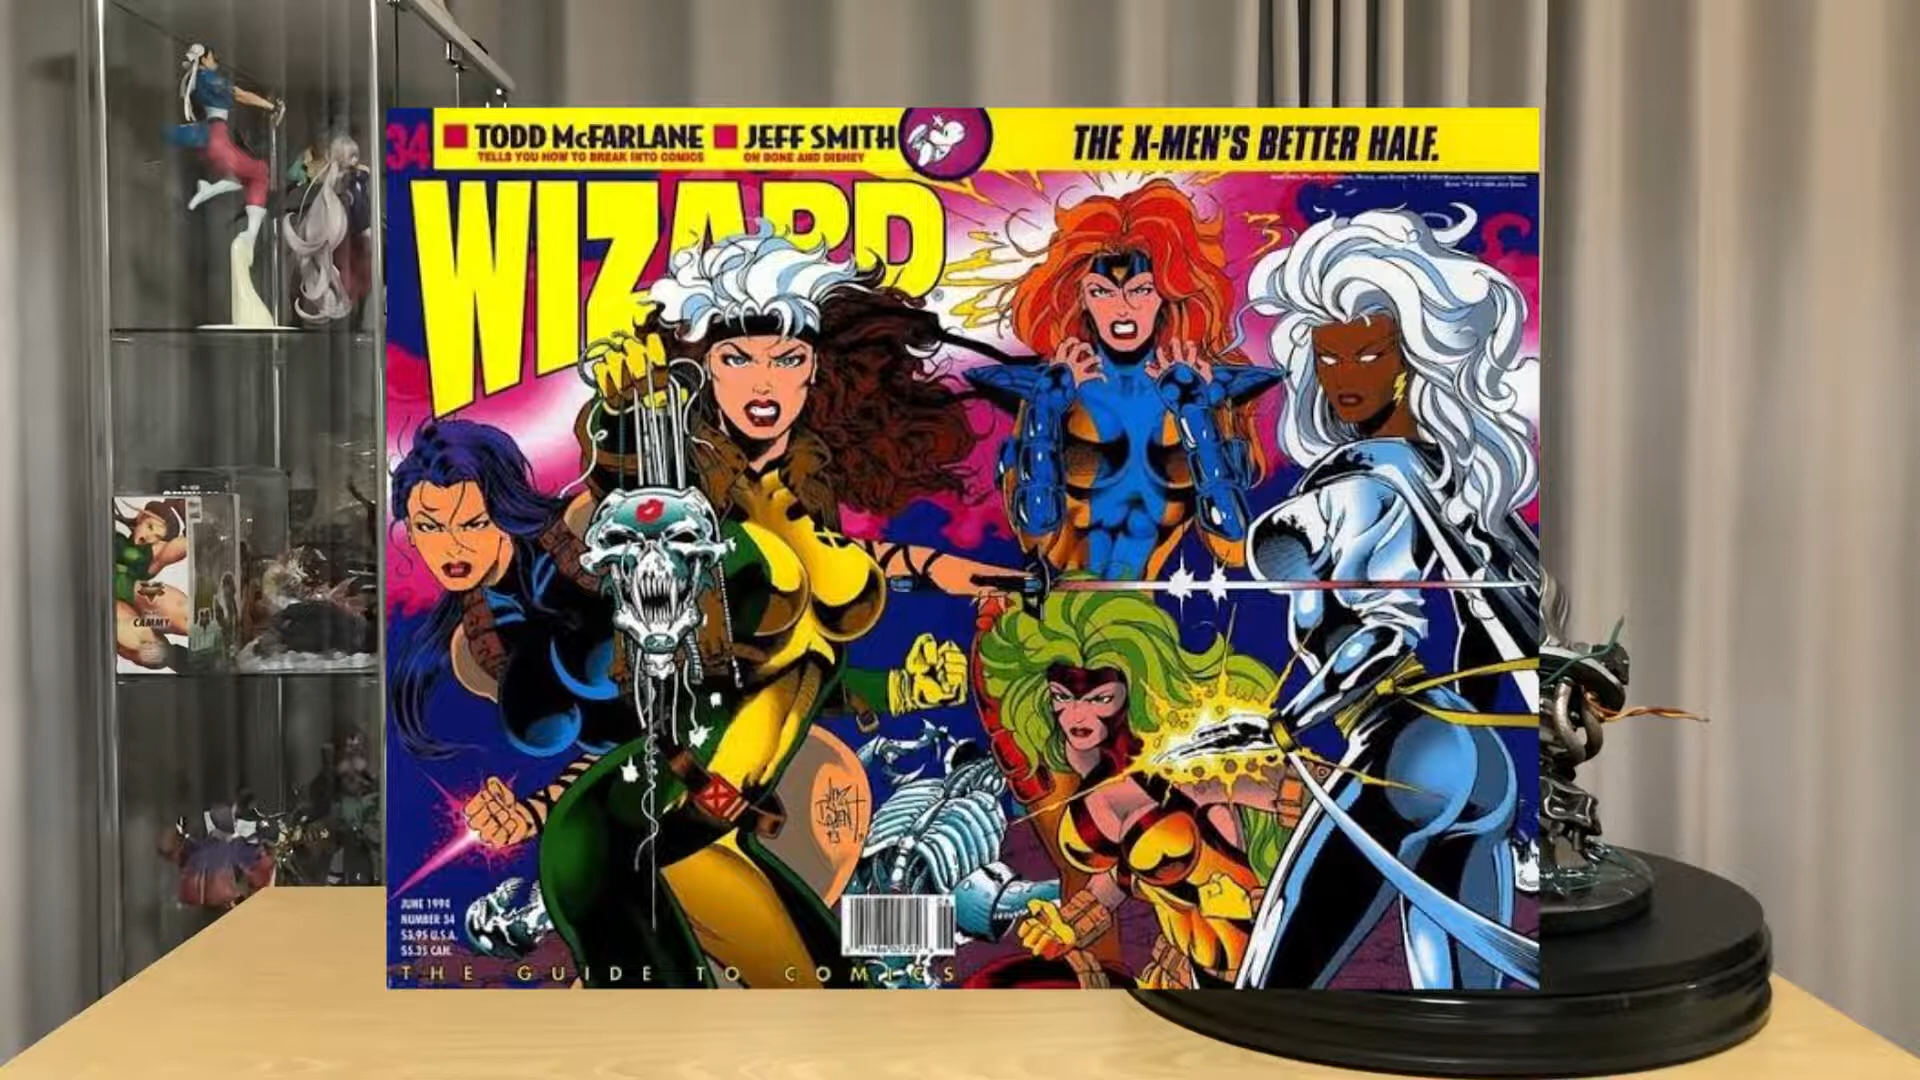 34
TODD McFARLANE
TELLS YOU HOW TO BREAK INTO COMICS
JEFF SMITH
ON BONE AND DISNEY
THE X-MEN'S BETTER HALF.
WIZARD
CAMMY
JUNE 1994
NUMBER 34
$3.95 U.S.A.
$5.35 CAN.
THE GUIDE TO COMICS